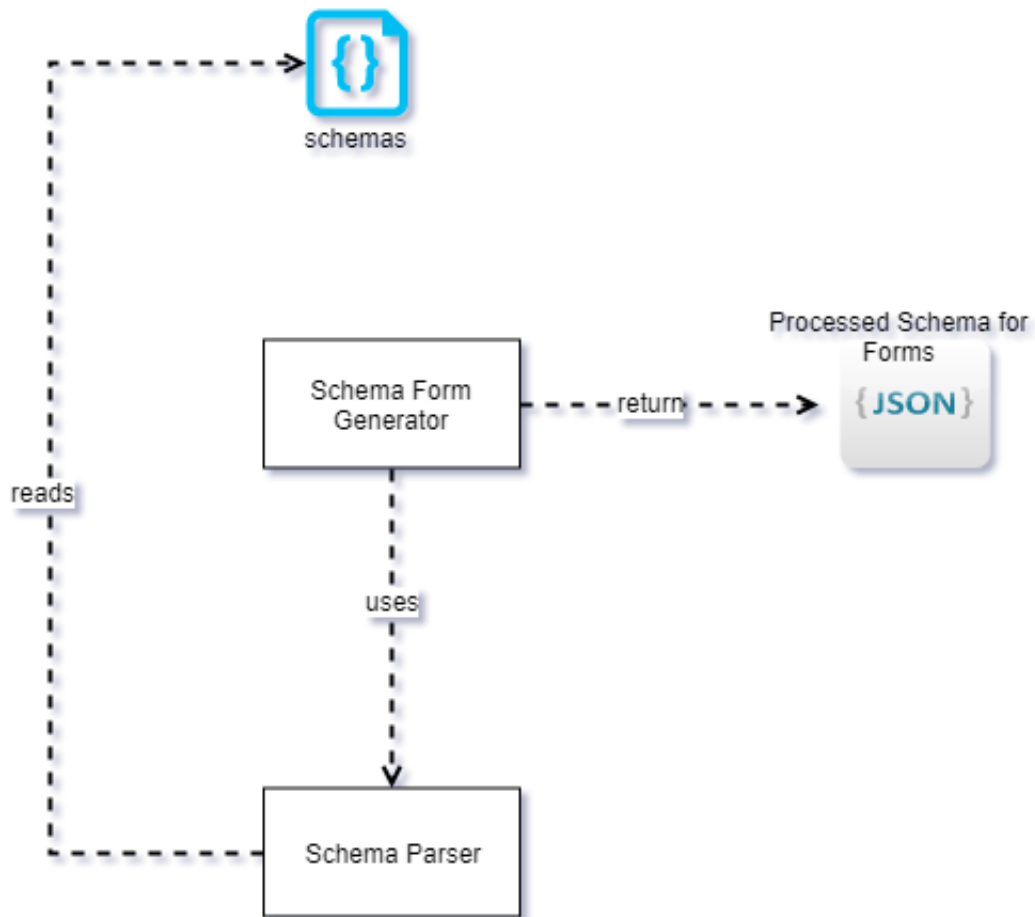 {}
schemas
Processed Schema for
Forms
{JSON}
Schema Form
Generator
return
reads
uses
Schema Parser